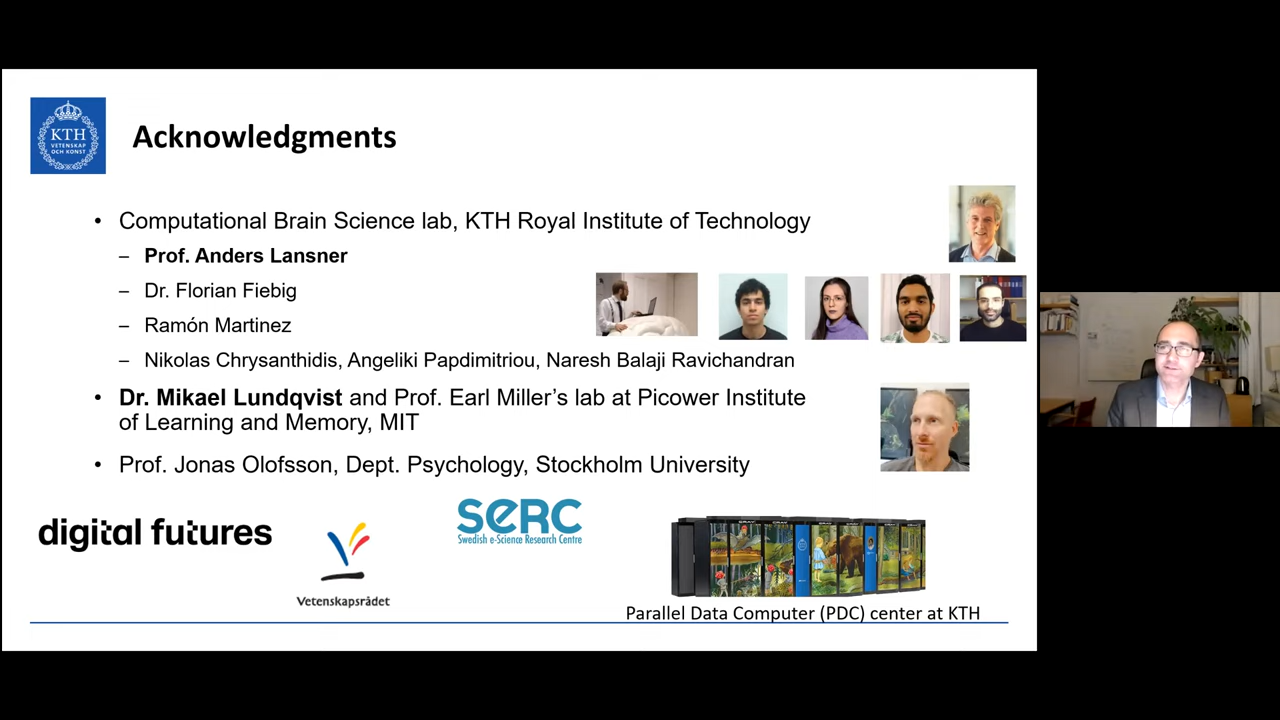 KTH
VETENSKAP
OCH KONST
Acknowledgments
• Computational Brain Science lab, KTH Royal Institute of Technology
– Prof. Anders Lansner
– Dr. Florian Fiebig
– Ramón Martinez
– Nikolas Chrysanthidis, Angeliki Papdimitriou, Naresh Balaji Ravichandran
• Dr. Mikael Lundqvist and Prof. Earl Miller’s lab at Picower Institute
of Learning and Memory, MIT
• Prof. Jonas Olofsson, Dept. Psychology, Stockholm University
digital futures
Vetenskapsrådet
SeRC
Swedish e-Science Research Centre
Parallel Data Computer (PDC) center at KTH